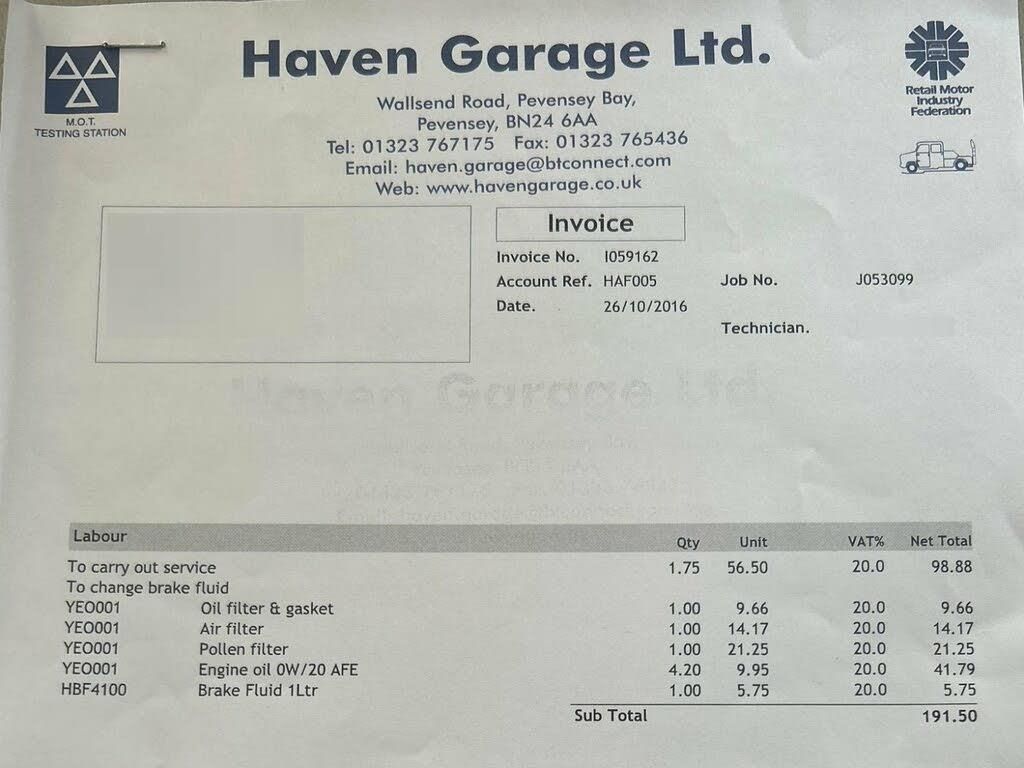 Haven Garage Ltd.
M.O.T.
TESTING STATION
Retail Motor
Industry
Federation
Wallsend Road, Pevensey Bay,
Pevensey, BN24 6AA
Tel: 01323 767175 Fax: 01323 765436
Email: haven.garage@btconnect.com
Web: www.havengarage.co.uk
Invoice
Invoice No. I059162
Account Ref. HAF005 Job No. J053099
Date. 26/10/2016
Technician.
Haven Garage Ltd.
Labour Qty Unit VAT% Net Total
To carry out service 1.75 56.50 20.0 98.88
To change brake fluid
YEO001 Oil filter & gasket 1.00 9.66 20.0 9.66
YEO001 Air filter 1.00 14.17 20.0 14.17
YEO001 Pollen filter 1.00 21.25 20.0 21.25
YEO001 Engine oil 0W/20 AFE 4.20 9.95 20.0 41.79
HBF4100 Brake Fluid 1Ltr 1.00 5.75 20.0 5.75
Sub Total 191.50